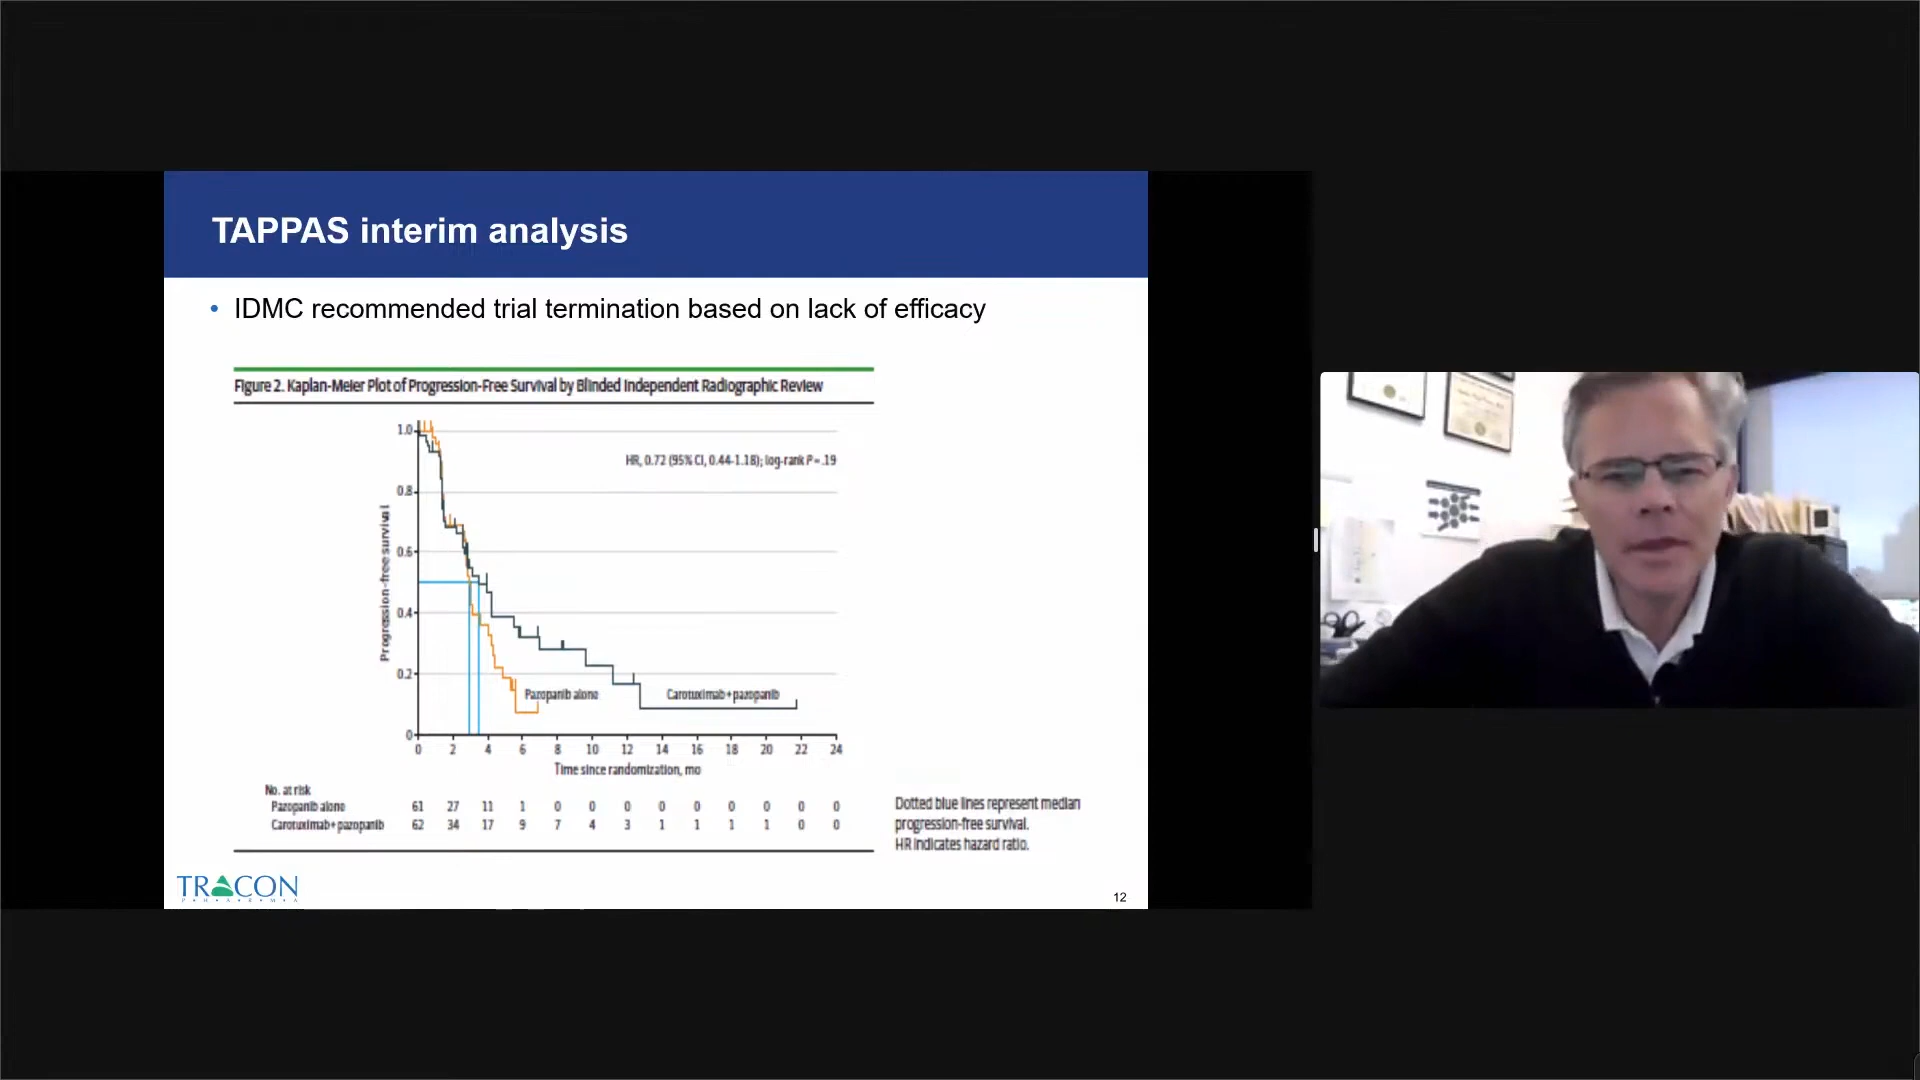 TAPPAS interim analysis
• IDMC recommended trial termination based on lack of efficacy
Figure 2. Kaplan-Meier Plot of Progression-Free Survival by Blinded Independent Radiographic Review
HR, 0.72 (95% CI, 0.44-1.18); log-rank P = .19
Progression-free survival
1.0
0.8
0.6
0.4
0.2
0
Pazopanib alone
Carotuximab + pazopanib
0 2 4 6 8 10 12 14 16 18 20 22 24
Time since randomization, mo
No. at risk
Pazopanib alone 61 27 11 1 0 0 0 0 0 0 0 0 0
Carotuximab + pazopanib 62 34 17 9 7 4 3 1 1 1 1 0 0
Dotted blue lines represent median
progression-free survival.
HR indicates hazard ratio.
TRACON
PHARMA
12